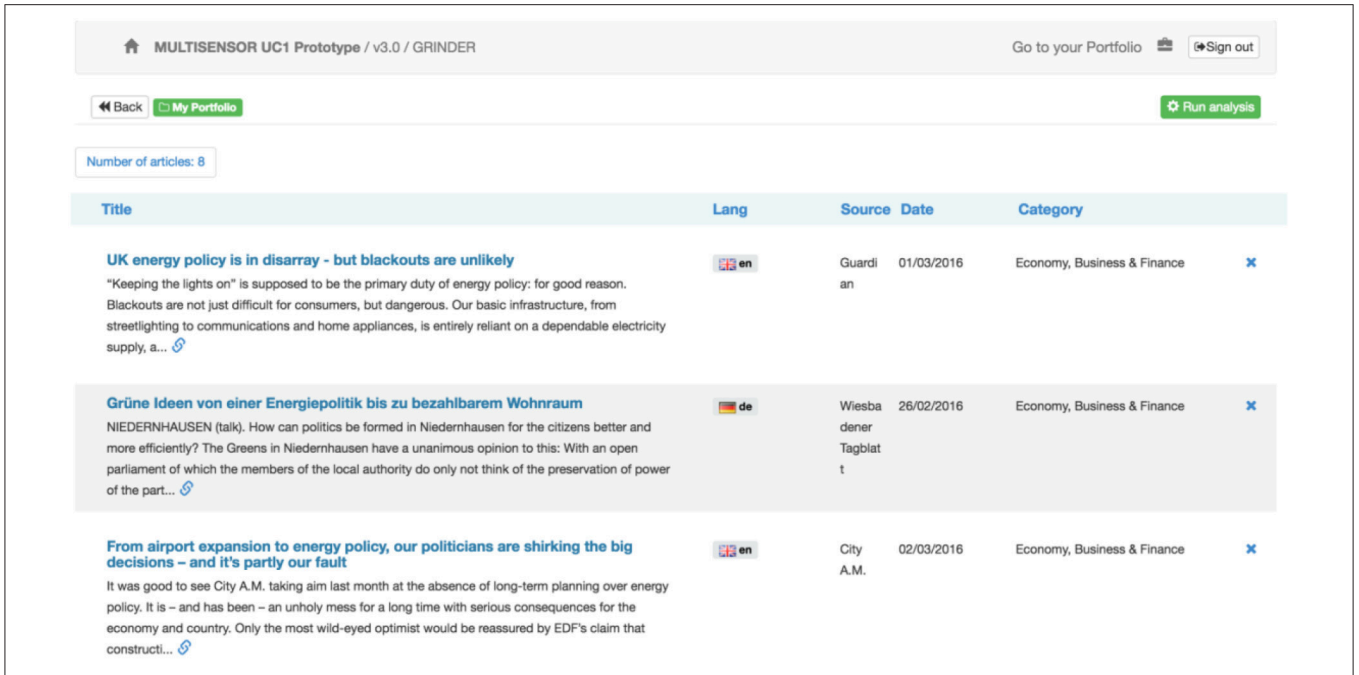 MULTISENSOR UC1 Prototype / v3.0 / GRINDER
Go to your Portfolio
Sign out
Back
My Portfolio
Run analysis
Number of articles: 8
Title Lang Source Date Category
UK energy policy is in disarray - but blackouts are unlikely
“Keeping the lights on” is supposed to be the primary duty of energy policy: for good reason.
Blackouts are not just difficult for consumers, but dangerous. Our basic infrastructure, from
streetlighting to communications and home appliances, is entirely reliant on a dependable electricity
supply, a...
en
Guardi
an
01/03/2016
Economy, Business & Finance
Grüne Ideen von einer Energiepolitik bis zu bezahlbarem Wohnraum
NIEDERNHAUSEN (talk). How can politics be formed in Niedernhausen for the citizens better and
more efficiently? The Greens in Niedernhausen have a unanimous opinion to this: With an open
parliament of which the members of the local authority do only not think of the preservation of power
of the part...
de
Wiesba
dener
Tagblat
t
26/02/2016
Economy, Business & Finance
From airport expansion to energy policy, our politicians are shirking the big
decisions – and it's partly our fault
It was good to see City A.M. taking aim last month at the absence of long-term planning over energy
policy. It is – and has been – an unholy mess for a long time with serious consequences for the
economy and country. Only the most wild-eyed optimist would be reassured by EDF's claim that
constructi...
en
City
A.M.
02/03/2016
Economy, Business & Finance